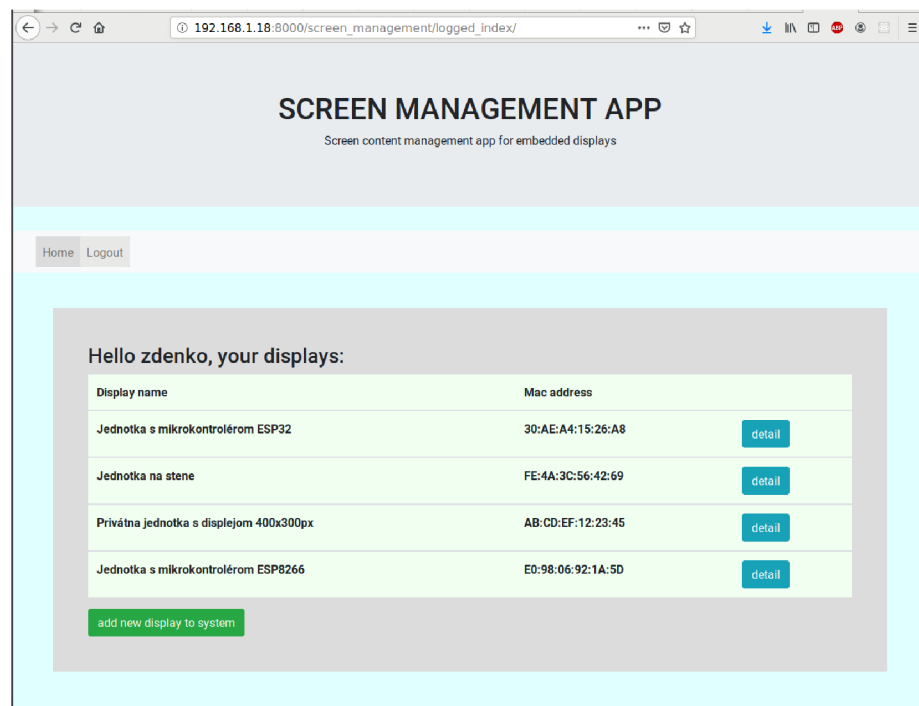 192.168.1.18:8000/screen_management/logged_index/
SCREEN MANAGEMENT APP
Screen content management app for embedded displays
Home Logout
Hello zdenko, your displays:
Display name Mac address
Jednotka s mikrokontrolérom ESP32 30:AE:A4:15:26:A8 detail
Jednotka na stene FE:4A:3C:56:42:69 detail
Privátna jednotka s displejom 400x300px AB:CD:EF:12:23:45 detail
Jednotka s mikrokontrolérom ESP8266 E0:98:06:92:1A:5D detail
add new display to system